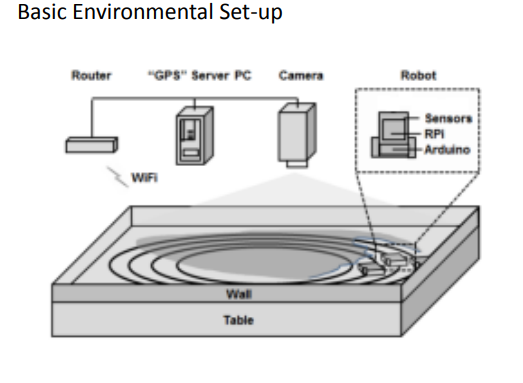 Basic Environmental Set-up
Router
"GPS" Server PC
Camera
Robot
Sensors
RPI
Arduino
WiFi
Wall
Table